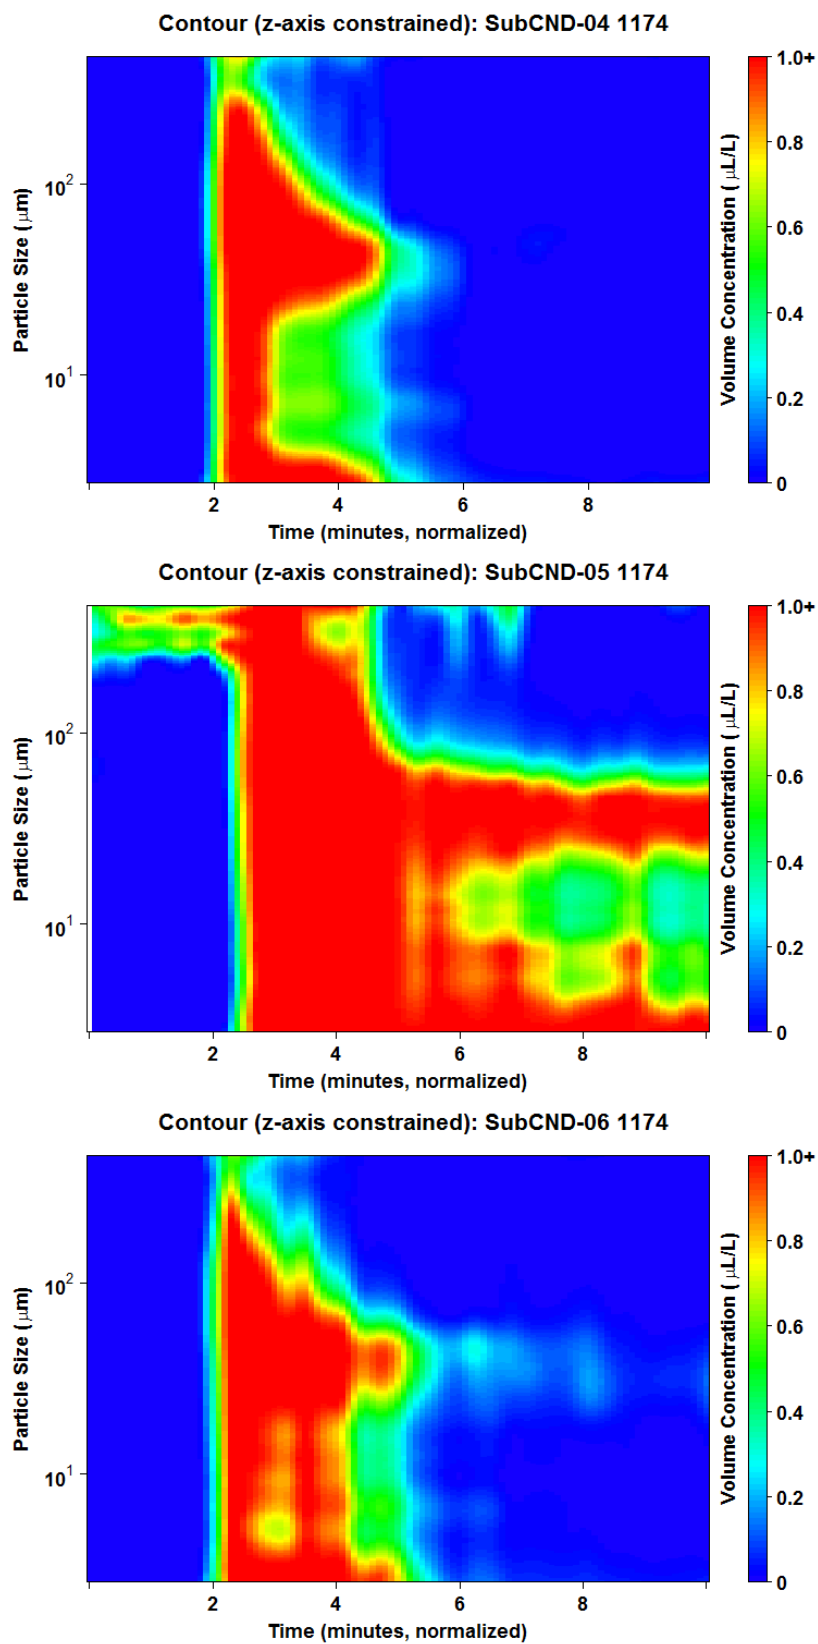 Contour (z-axis constrained): SubCND-04 1174
Particle Size (μm)
10²
10¹
2 4 6 8
Time (minutes, normalized)
Volume Concentration ( μL/L)
1.0+
0.8
0.6
0.4
0.2
0
Contour (z-axis constrained): SubCND-05 1174
Particle Size (μm)
10²
10¹
2 4 6 8
Time (minutes, normalized)
Volume Concentration ( μL/L)
1.0+
0.8
0.6
0.4
0.2
0
Contour (z-axis constrained): SubCND-06 1174
Particle Size (μm)
10²
10¹
2 4 6 8
Time (minutes, normalized)
Volume Concentration ( μL/L)
1.0+
0.8
0.6
0.4
0.2
0